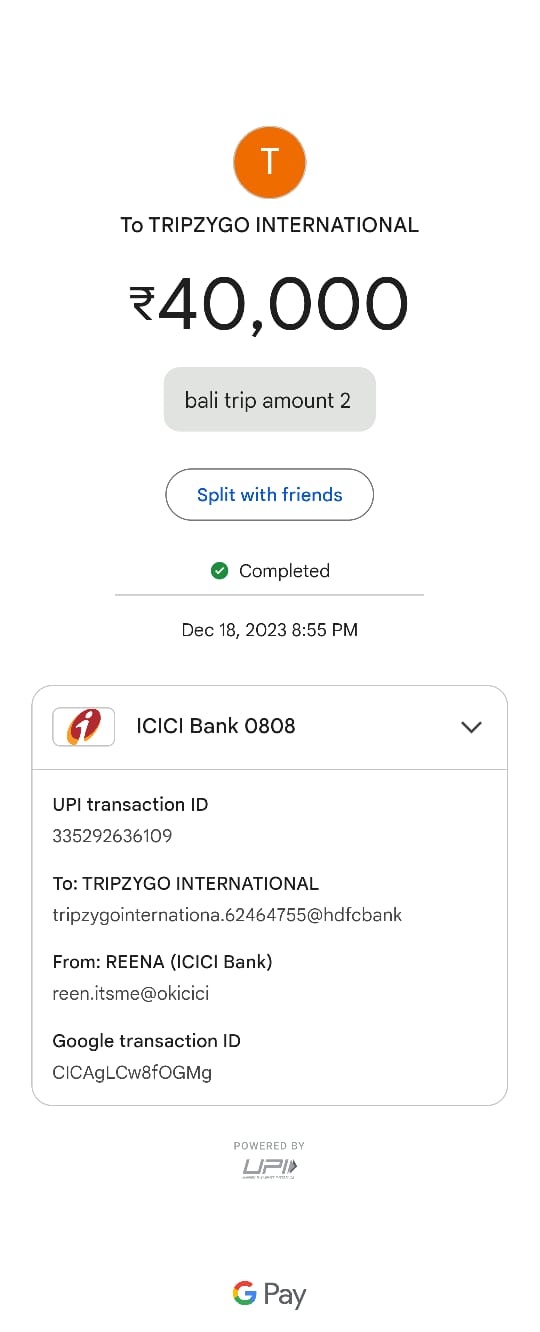 T
To TRIPZYGO INTERNATIONAL
₹40,000
bali trip amount 2
Split with friends
Completed
Dec 18, 2023 8:55 PM
ICICI Bank 0808
UPI transaction ID
335292636109
To: TRIPZYGO INTERNATIONAL
tripzygointernationa.62464755@hdfcbank
From: REENA (ICICI Bank)
reen.itsme@okicici
Google transaction ID
CICAgLCw8fOGMg
POWERED BY
UPI
G Pay